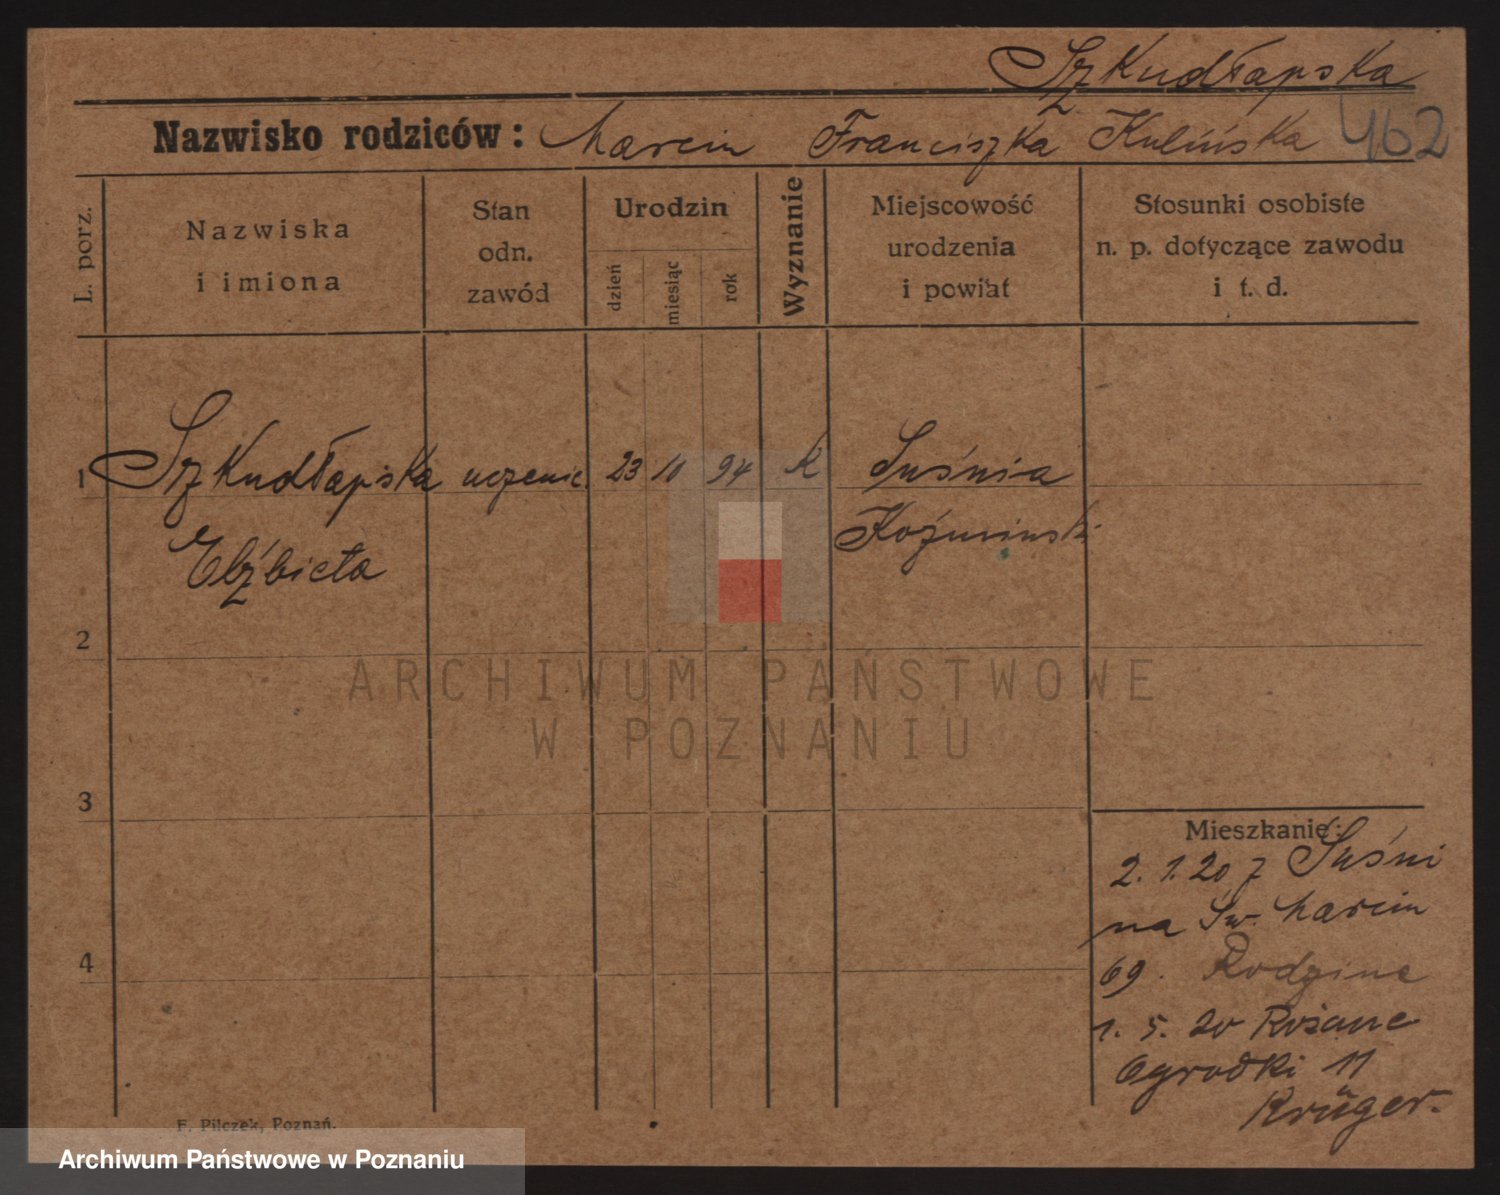 Szkudłapska
Nazwisko rodziców: Marcin Franciszka Kulińska 462
L. porz.
Nazwiska
i imiona
Stan
odn.
zawód
Urodzin
dzień
miesiąc
rok
Wyznanie
Miejscowość
urodzenia
i powiat
Stosunki osobiste
n. p. dotyczące zawodu
i t. d.
1 Szkudłapska uczenic. 23 10 94 K Suśnia
Elżbieta Koźminski
2
3
4
Mieszkanie:
2. 1. 20 z Suśni
na Św. Marcin
69. Rodzina
1. 5. 20 Rożane
Ogrodki 11
Krüger.
F. Pilczek, Poznań.
ARCHIWUM PAŃSTWOWE
W POZNANIU
Archiwum Państwowe w Poznaniu